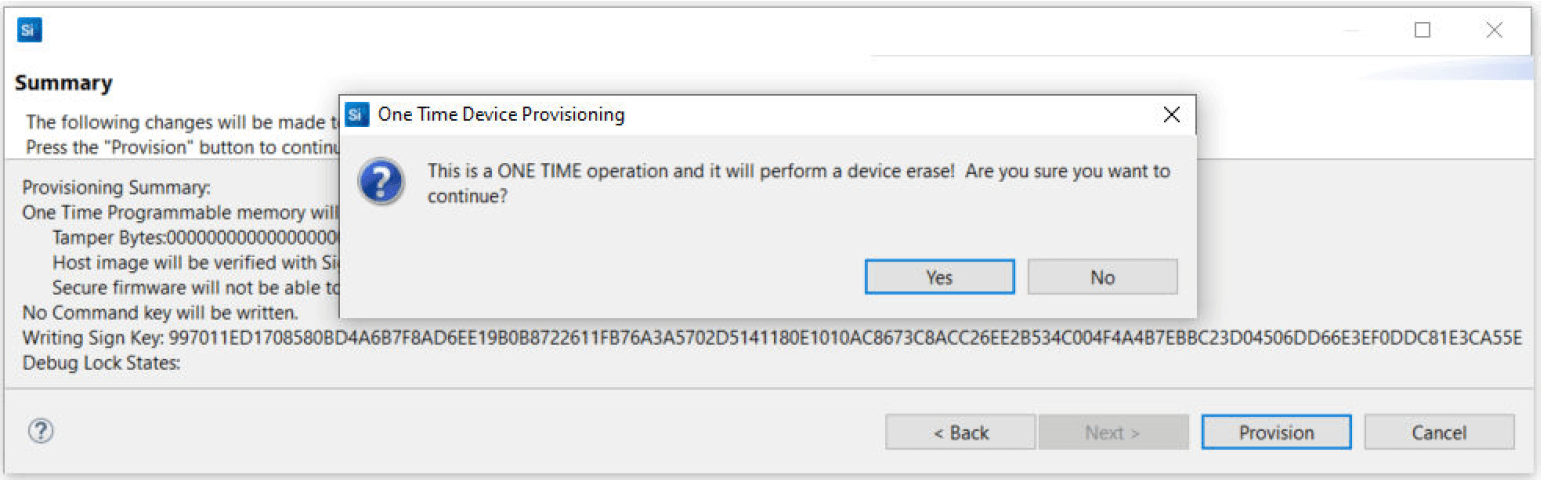 Si
Summary
The following changes will be made t
Press the "Provision" button to continu
Si One Time Device Provisioning
This is a ONE TIME operation and it will perform a device erase!  Are you sure you want to
continue?
Yes No
Provisioning Summary:
One Time Programmable memory will
Tamper Bytes:0000000000000000000
Host image will be verified with Si
Secure firmware will not be able to
No Command key will be written.
Writing Sign Key: 997011ED1708580BD4A6B7F8AD6EE19B0B8722611FB76A3A5702D5141180E1010AC8673C8ACC26EE2B534C004F4A4B7EBBC23D04506DD66E3EF0DDC81E3CA55E
Debug Lock States:
? < Back Next > Provision Cancel